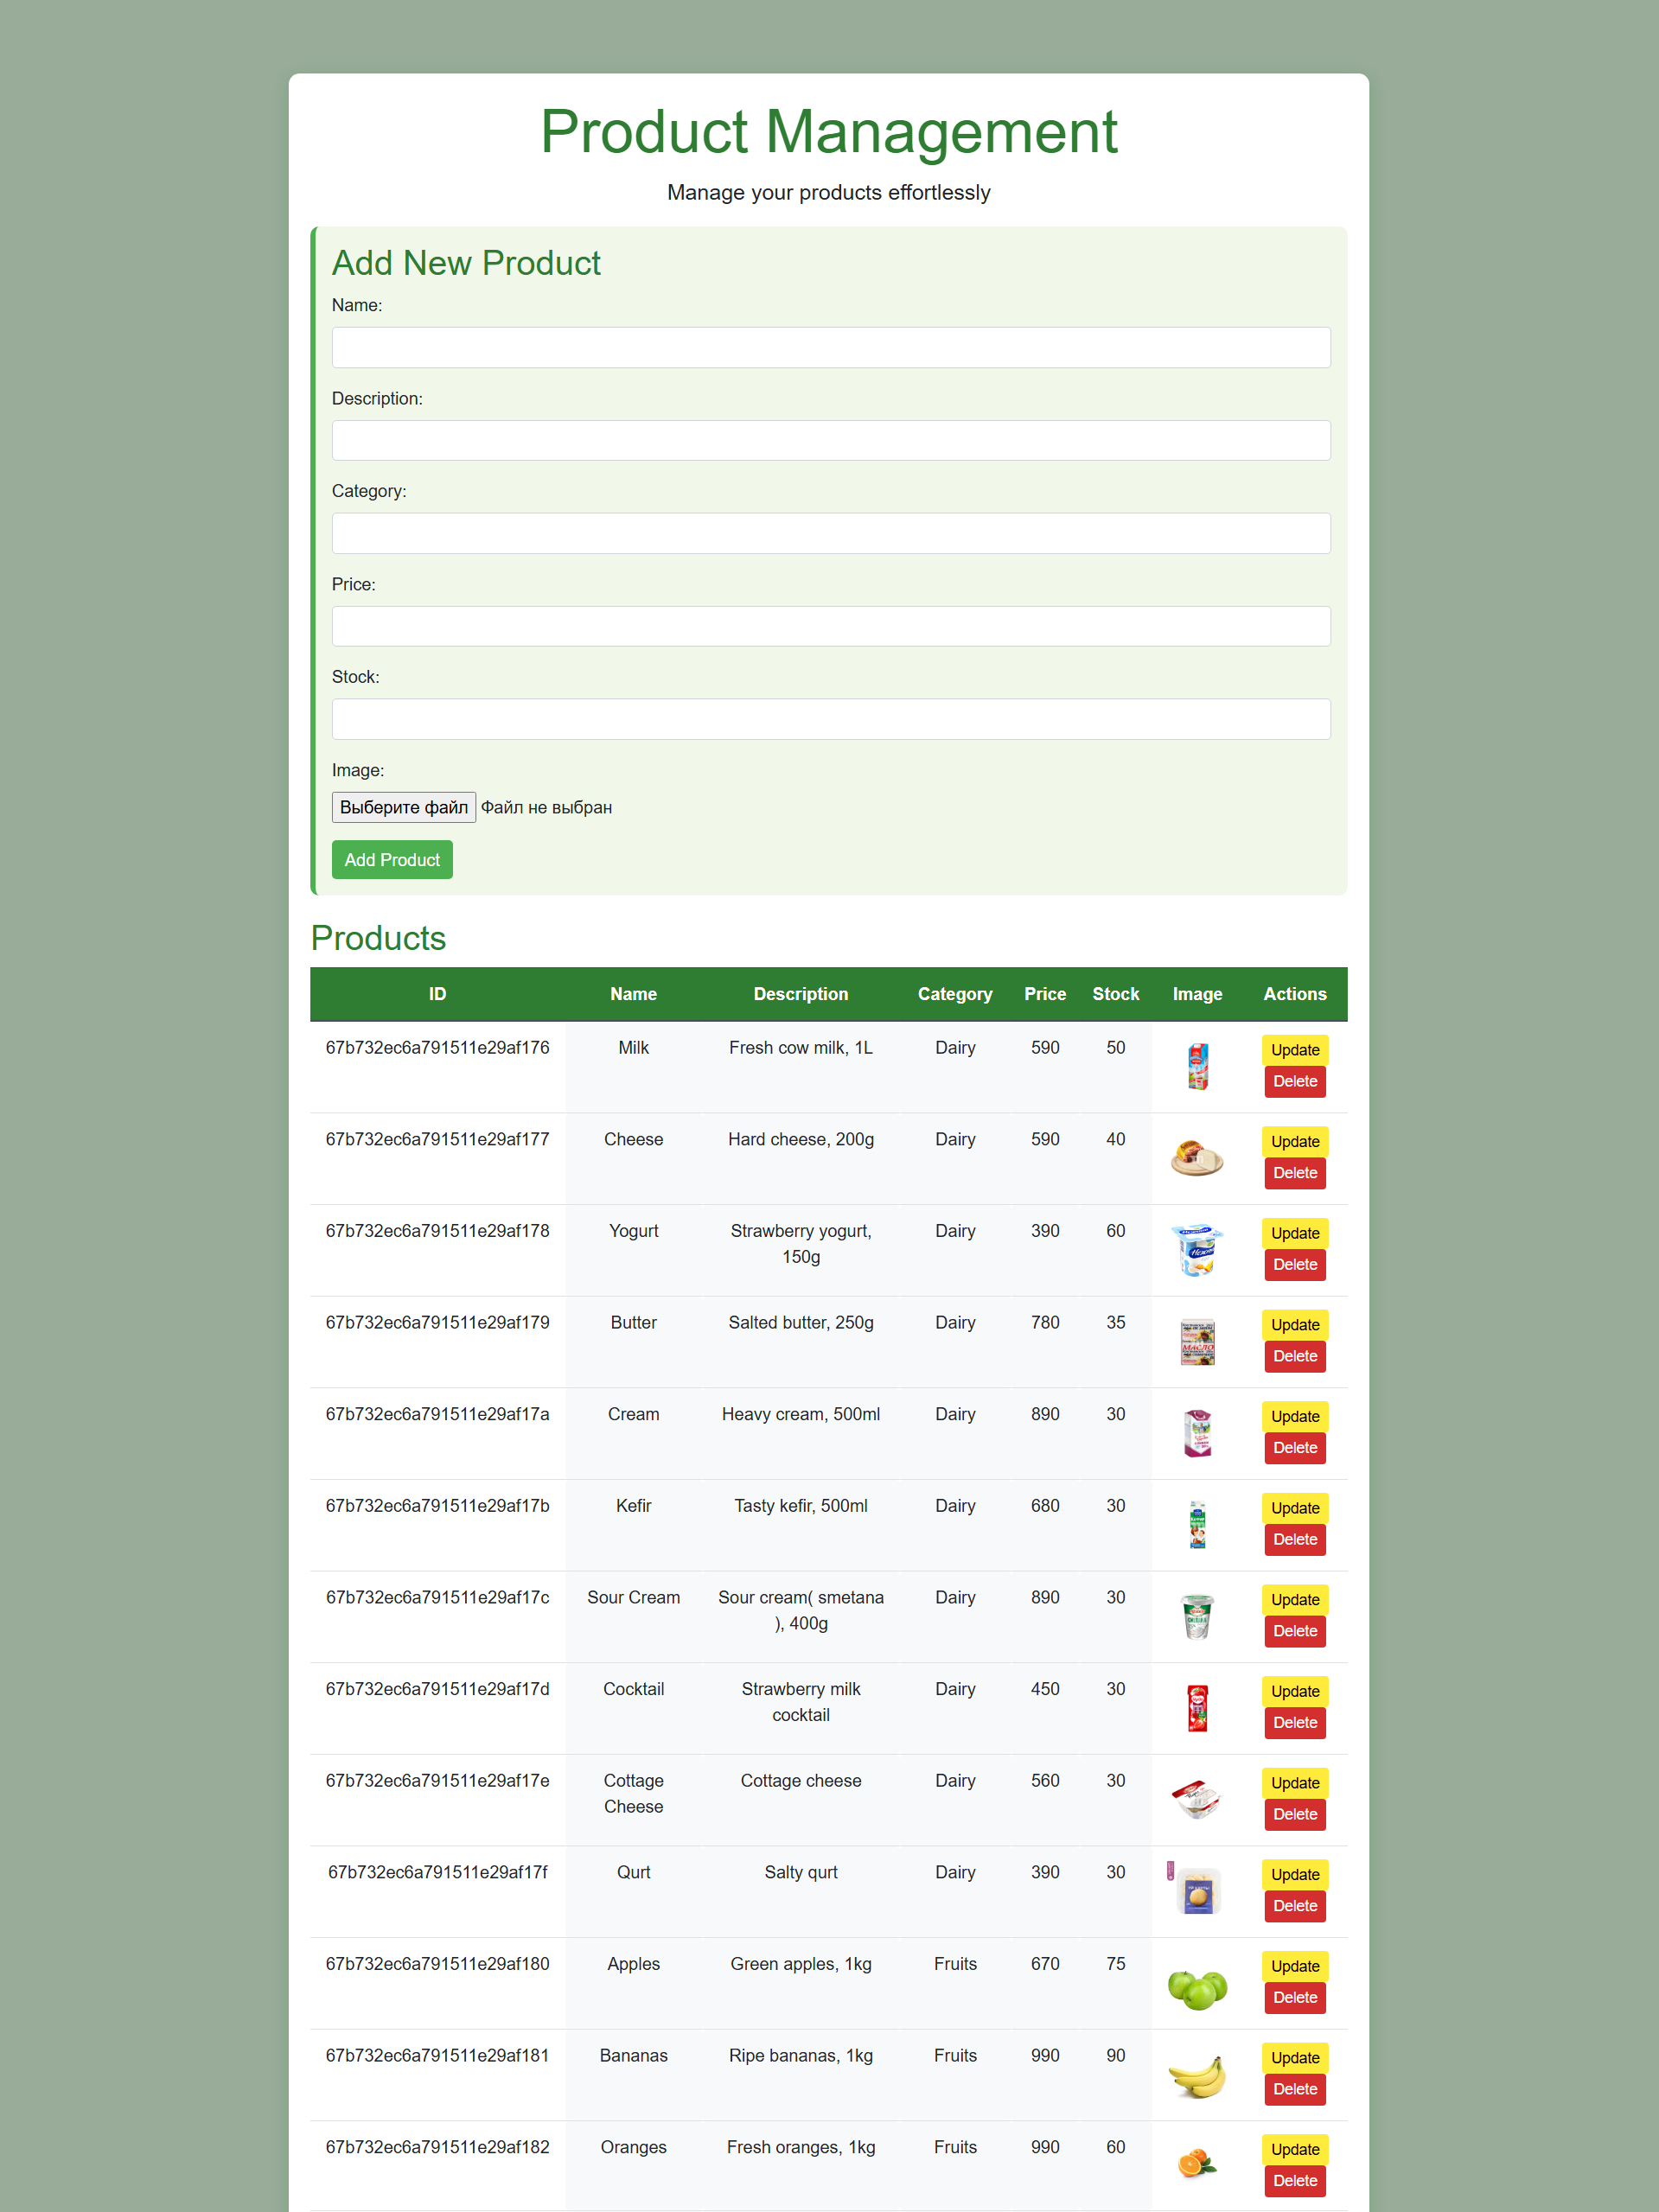 Product Management
Manage your products effortlessly
Add New Product
Name:
Description:
Category:
Price:
Stock:
Image:
Выберите файл Файл не выбран
Add Product
Products
ID Name Description Category Price Stock Image Actions
67b732ec6a791511e29af176 Milk Fresh cow milk, 1L Dairy 590 50 Update
Delete
67b732ec6a791511e29af177 Cheese Hard cheese, 200g Dairy 590 40 Update
Delete
67b732ec6a791511e29af178 Yogurt Strawberry yogurt, Dairy 390 60 Update
150g Delete
67b732ec6a791511e29af179 Butter Salted butter, 250g Dairy 780 35 Update
МАСЛО Delete
67b732ec6a791511e29af17a Cream Heavy cream, 500ml Dairy 890 30 Update
Delete
67b732ec6a791511e29af17b Kefir Tasty kefir, 500ml Dairy 680 30 Update
Delete
67b732ec6a791511e29af17c Sour Cream Sour cream( smetana Dairy 890 30 Update
), 400g Delete
67b732ec6a791511e29af17d Cocktail Strawberry milk Dairy 450 30 Update
cocktail Delete
67b732ec6a791511e29af17e Cottage Cottage cheese Dairy 560 30 Update
Cheese Delete
67b732ec6a791511e29af17f Qurt Salty qurt Dairy 390 30 Update
Delete
67b732ec6a791511e29af180 Apples Green apples, 1kg Fruits 670 75 Update
Delete
67b732ec6a791511e29af181 Bananas Ripe bananas, 1kg Fruits 990 90 Update
Delete
67b732ec6a791511e29af182 Oranges Fresh oranges, 1kg Fruits 990 60 Update
Delete